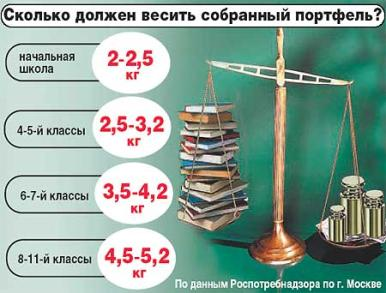 Сколько должен весить собранный портфель?
начальная
школа
2-2,5
кг
4-5-й классы
2,5-3,2
кг
6-7-й классы
3,5-4,2
кг
8-11-й классы
4,5-5,2
кг
По данным Роспотребнадзора по г. Москве